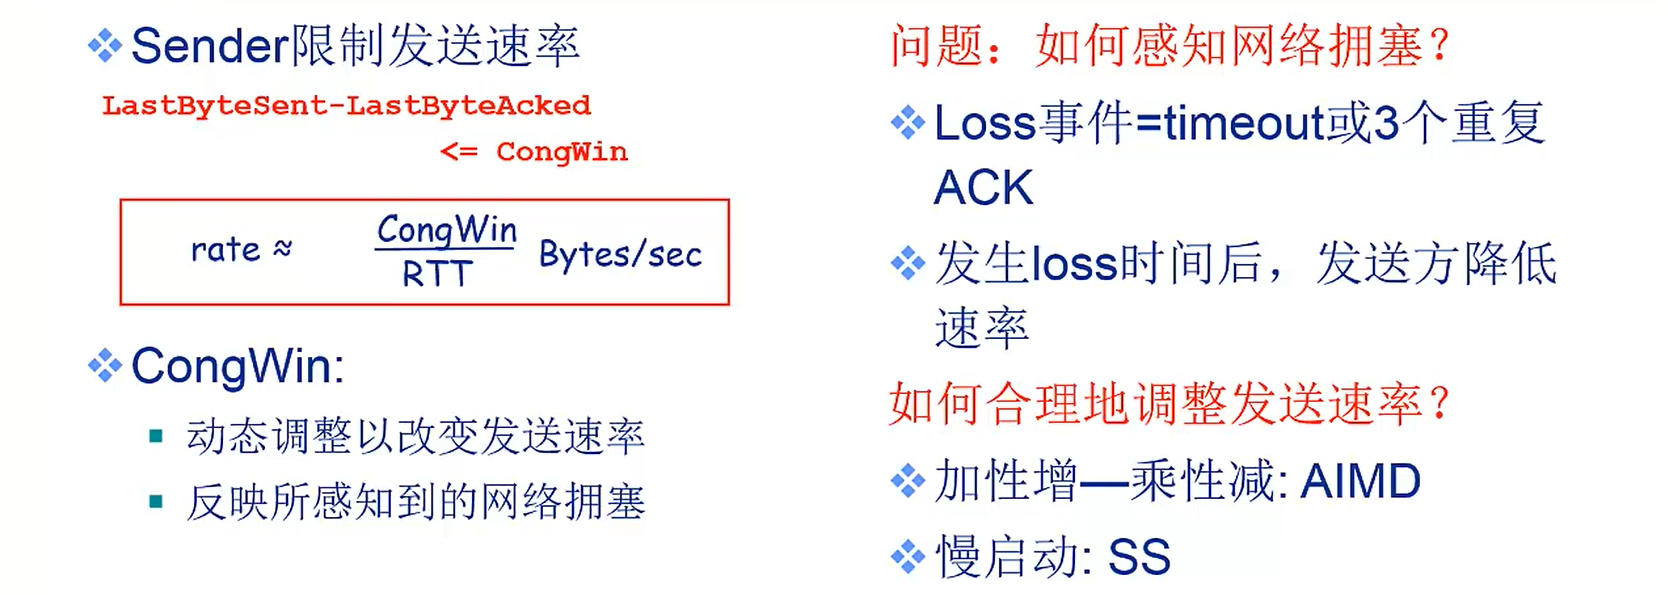 Sender限制发送速率
LastByteSent-LastByteAcked
<= CongWin
rate ≈ CongWin Bytes/sec
RTT
CongWin:
动态调整以改变发送速率
反映所感知到的网络拥塞
问题：如何感知网络拥塞？
Loss事件=timeout或3个重复
ACK
发生loss时间后，发送方降低
速率
如何合理地调整发送速率？
加性增—乘性减: AIMD
慢启动: SS